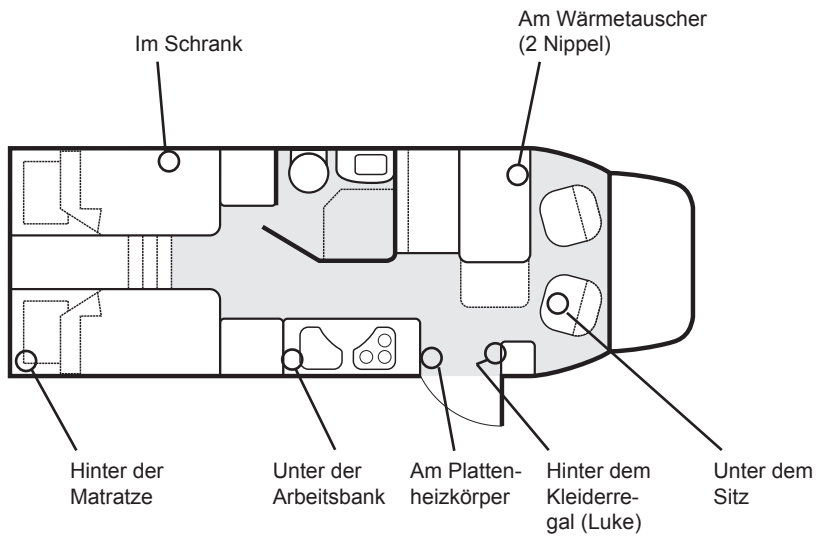 Am Wärmetauscher
(2 Nippel)
Im Schrank
Hinter der
Matratze
Unter der
Arbeitsbank
Am Platten-
heizkörper
Hinter dem
Kleiderre-
gal (Luke)
Unter dem
Sitz